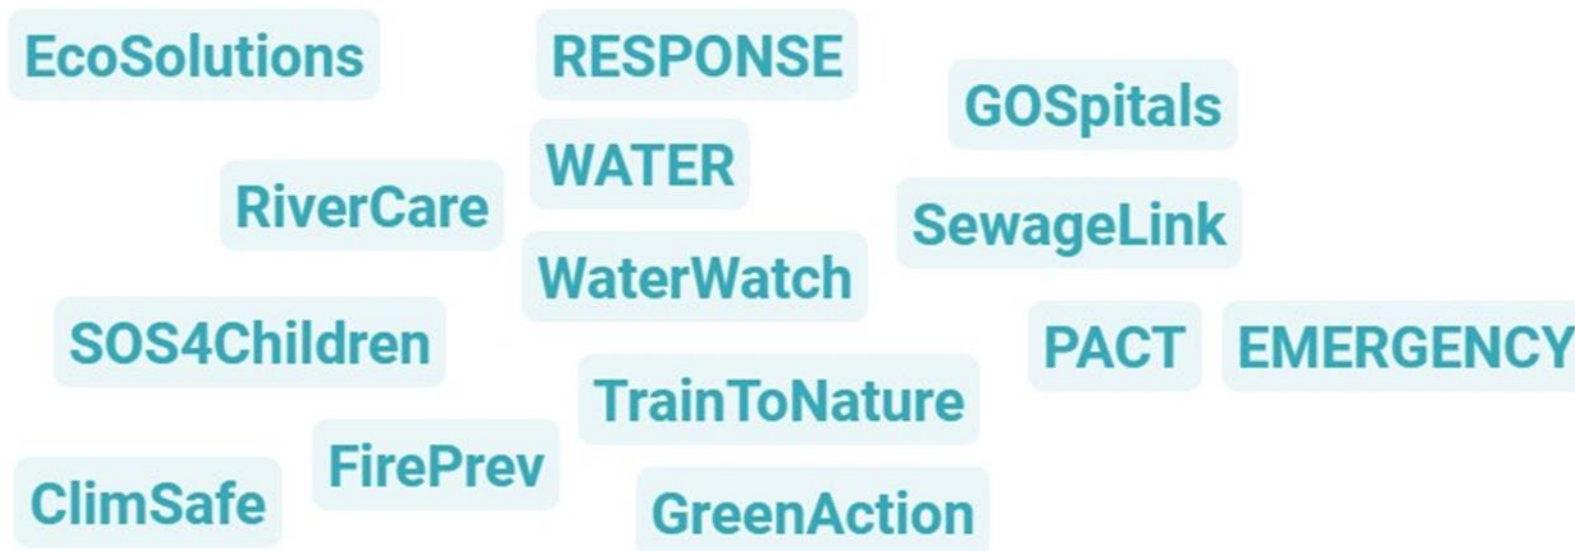 EcoSolutions
RESPONSE
GOSpitals
WATER
RiverCare
SewageLink
WaterWatch
SOS4Children
PACT
EMERGENCY
TrainToNature
FirePrev
ClimSafe
GreenAction